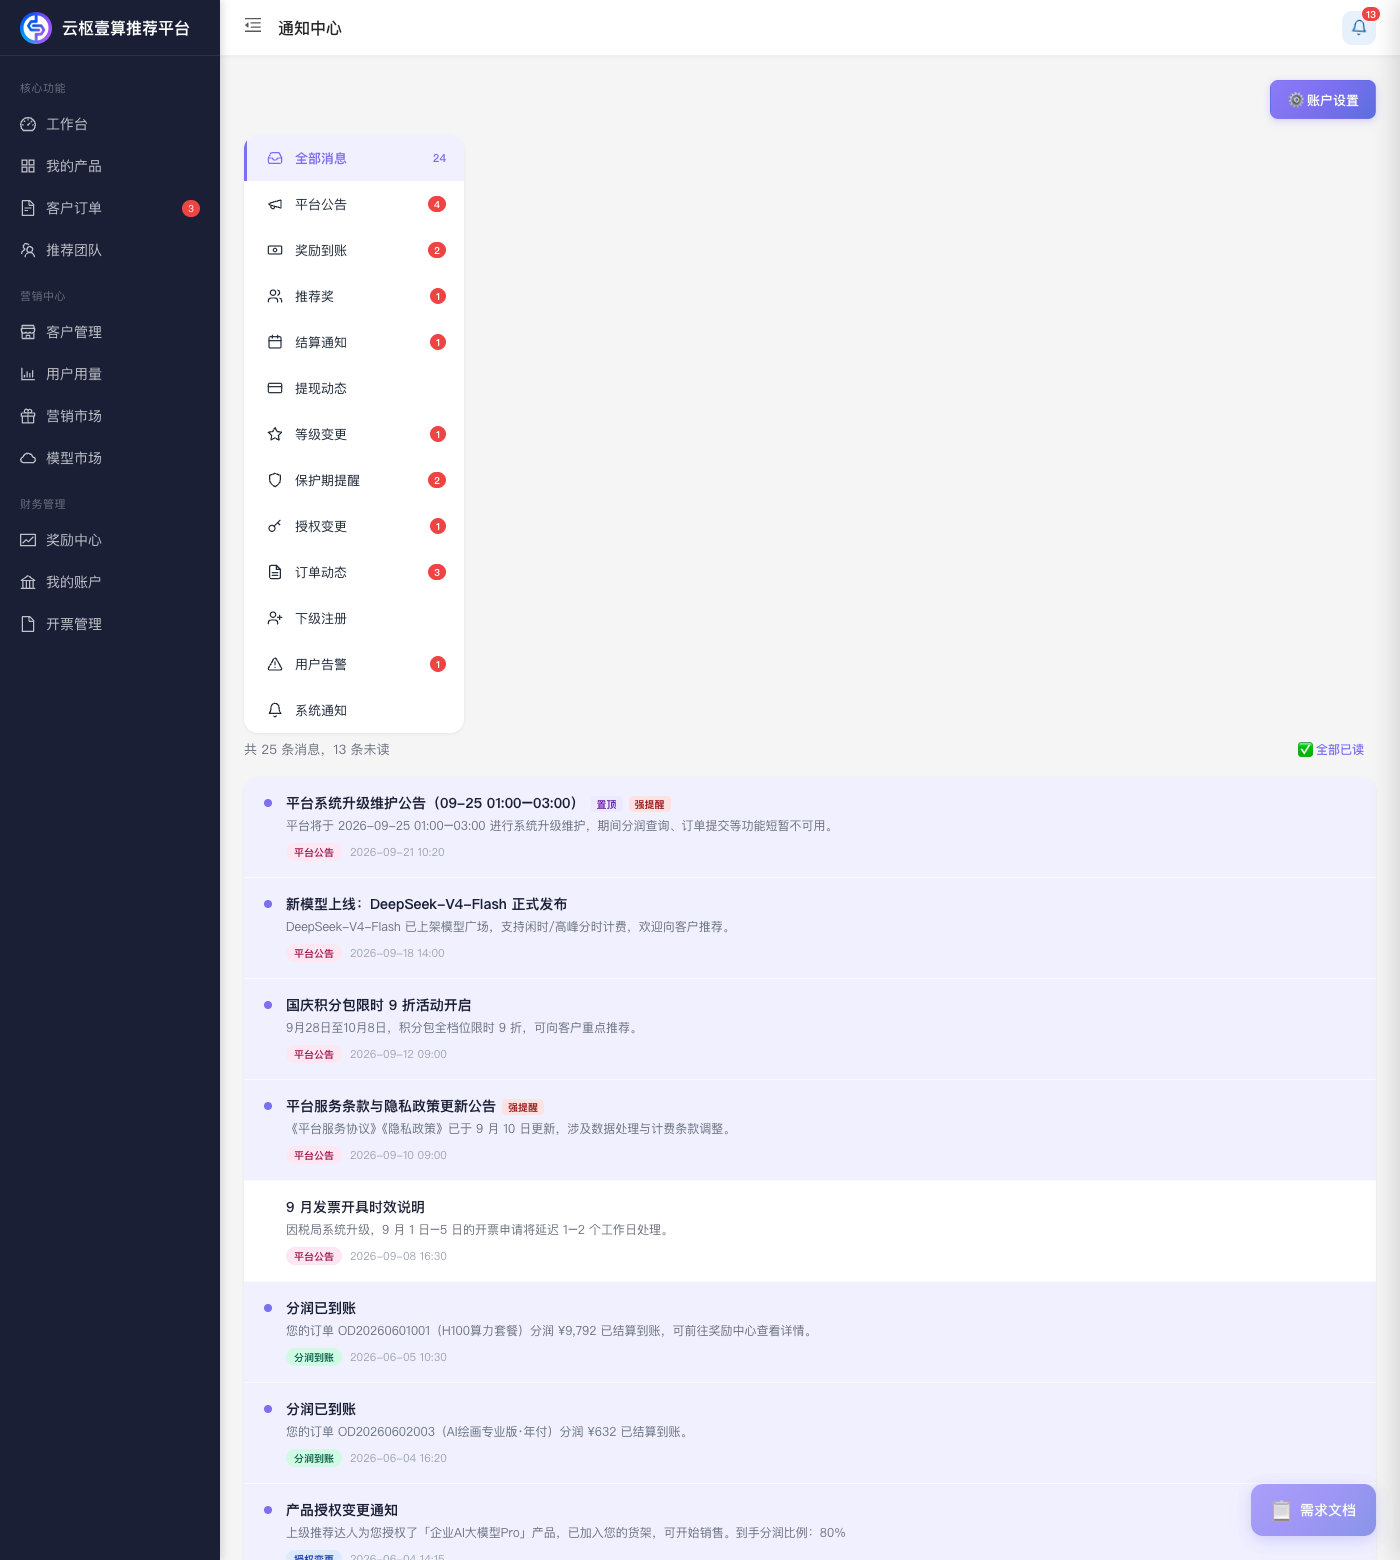 云枢壹算推荐平台
通知中心
13
核心功能
工作台
我的产品
客户订单 3
推荐团队
营销中心
客户管理
用户用量
营销市场
模型市场
财务管理
奖励中心
我的账户
开票管理
账户设置
全部消息 24
平台公告 4
奖励到账 2
推荐奖 1
结算通知 1
提现动态
等级变更 1
保护期提醒 2
授权变更 1
订单动态 3
下级注册
用户告警 1
系统通知
共 25 条消息，13 条未读
✅ 全部已读
平台系统升级维护公告（09-25 01:00—03:00） 置顶 强提醒
平台将于 2026-09-25 01:00—03:00 进行系统升级维护，期间分润查询、订单提交等功能短暂不可用。
平台公告 2026-09-21 10:20
新模型上线：DeepSeek-V4-Flash 正式发布
DeepSeek-V4-Flash 已上架模型广场，支持闲时/高峰分时计费，欢迎向客户推荐。
平台公告 2026-09-18 14:00
国庆积分包限时 9 折活动开启
9月28日至10月8日，积分包全档位限时 9 折，可向客户重点推荐。
平台公告 2026-09-12 09:00
平台服务条款与隐私政策更新公告 强提醒
《平台服务协议》《隐私政策》已于 9 月 10 日更新，涉及数据处理与计费条款调整。
平台公告 2026-09-10 09:00
9 月发票开具时效说明
因税局系统升级，9 月 1 日—5 日的开票申请将延迟 1—2 个工作日处理。
平台公告 2026-09-08 16:30
分润已到账
您的订单 OD20260601001（H100算力套餐）分润 ¥9,792 已结算到账，可前往奖励中心查看详情。
分润到账 2026-06-05 10:30
分润已到账
您的订单 OD20260602003（AI绘画专业版·年付）分润 ¥632 已结算到账。
分润到账 2026-06-04 16:20
产品授权变更通知
上级推荐达人为您授权了「企业AI大模型Pro」产品，已加入您的货架，可开始销售。到手分润比例：80%
授权变更 2026-06-04 14:15
需求文档